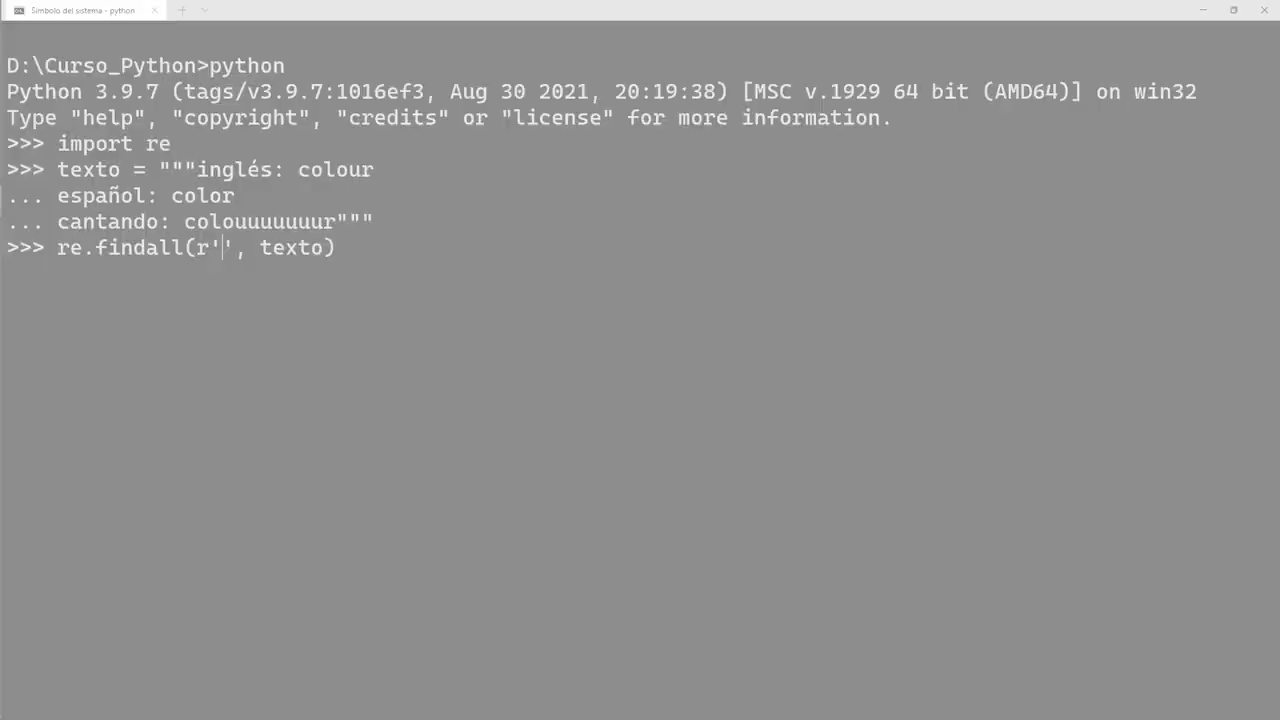 Símbolo del sistema - python
D:\Curso_Python>python
Python 3.9.7 (tags/v3.9.7:1016ef3, Aug 30 2021, 20:19:38) [MSC v.1929 64 bit (AMD64)] on win32
Type "help", "copyright", "credits" or "license" for more information.
>>> import re
>>> texto = """inglés: colour
... español: color
... cantando: colouuuuuuuur"""
>>> re.findall(r'', texto)